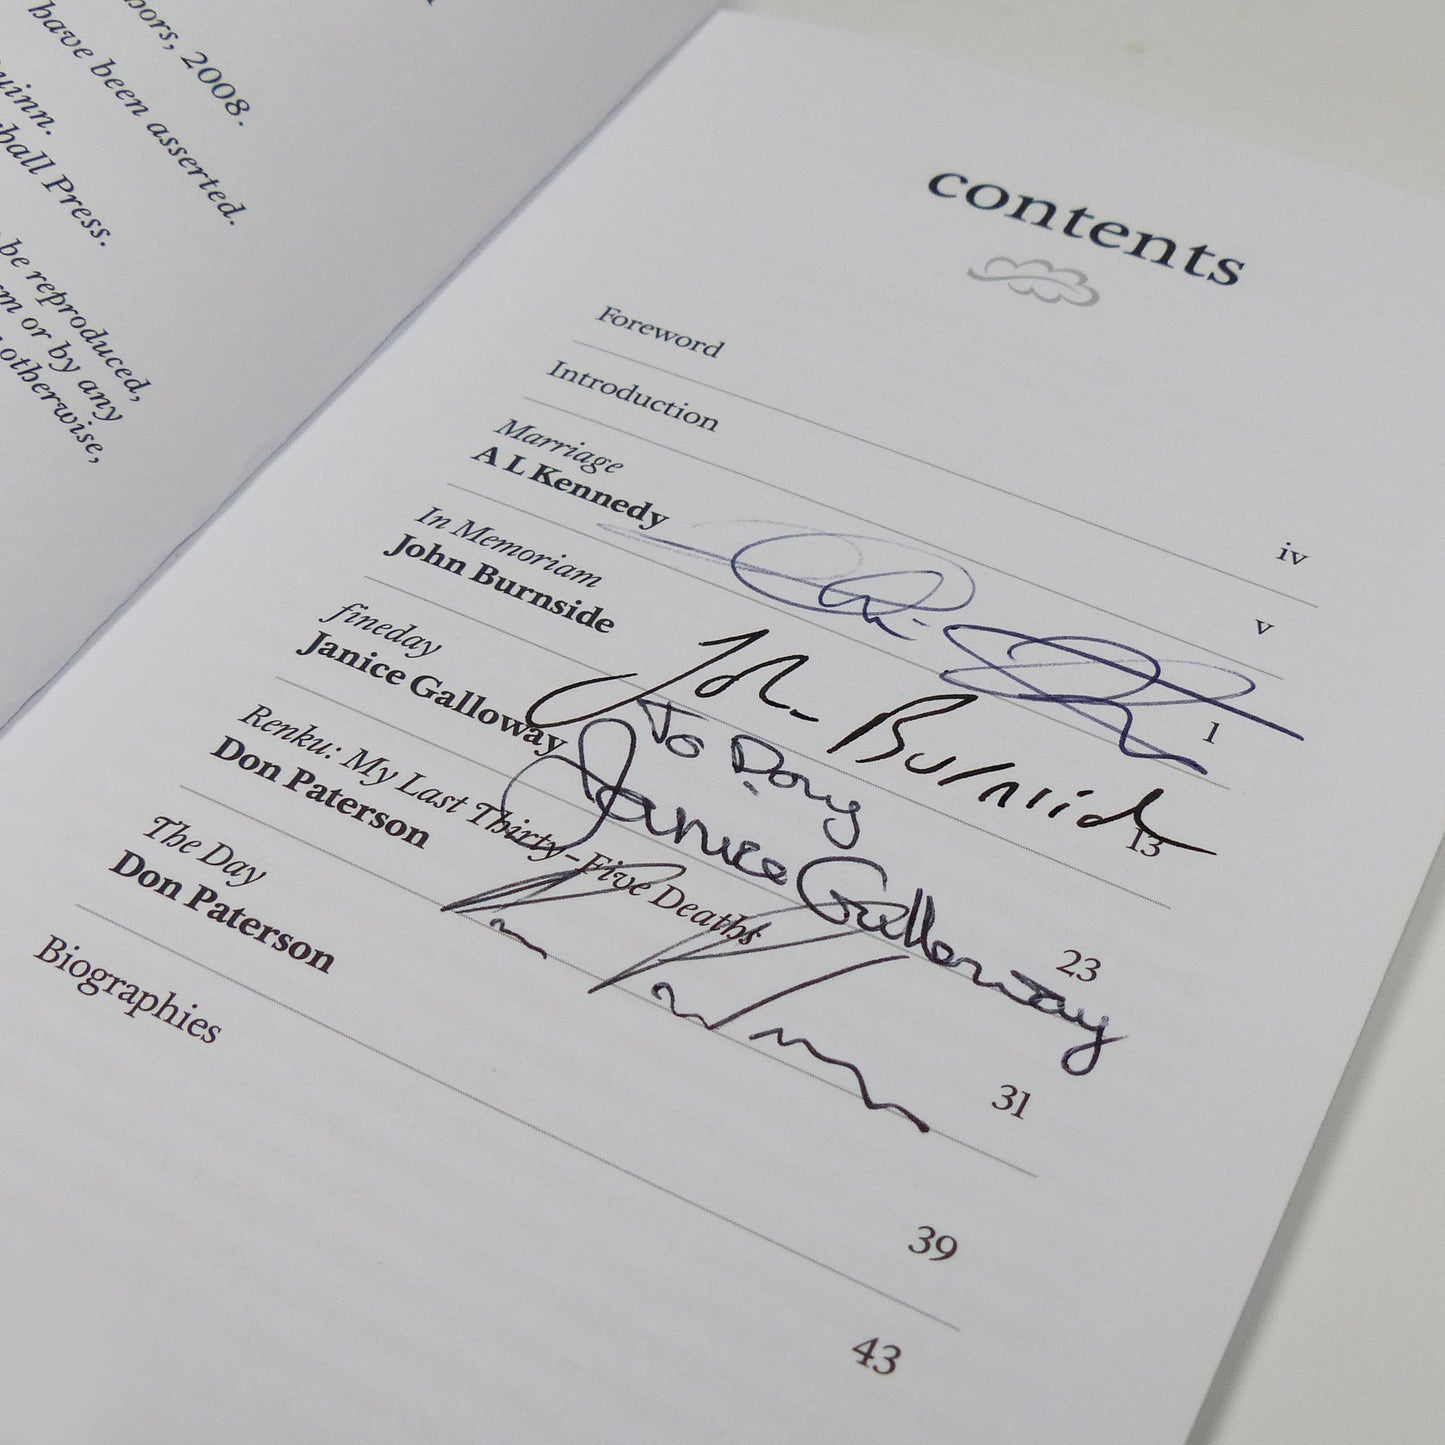 ors, 2008.
have been asserted.
uinn.
hall Press.
be reproduced,
rm or by any
otherwise,
contents
Foreword iv
Introduction v
Marriage
A L Kennedy 1
In Memoriam
John Burnside 13
John Burnside
fineday
Janice Galloway 23
To Doug
Janice Galloway
Renku: My Last Thirty-Five Deaths
Don Paterson 31
The Day
Don Paterson 39
Biographies 43